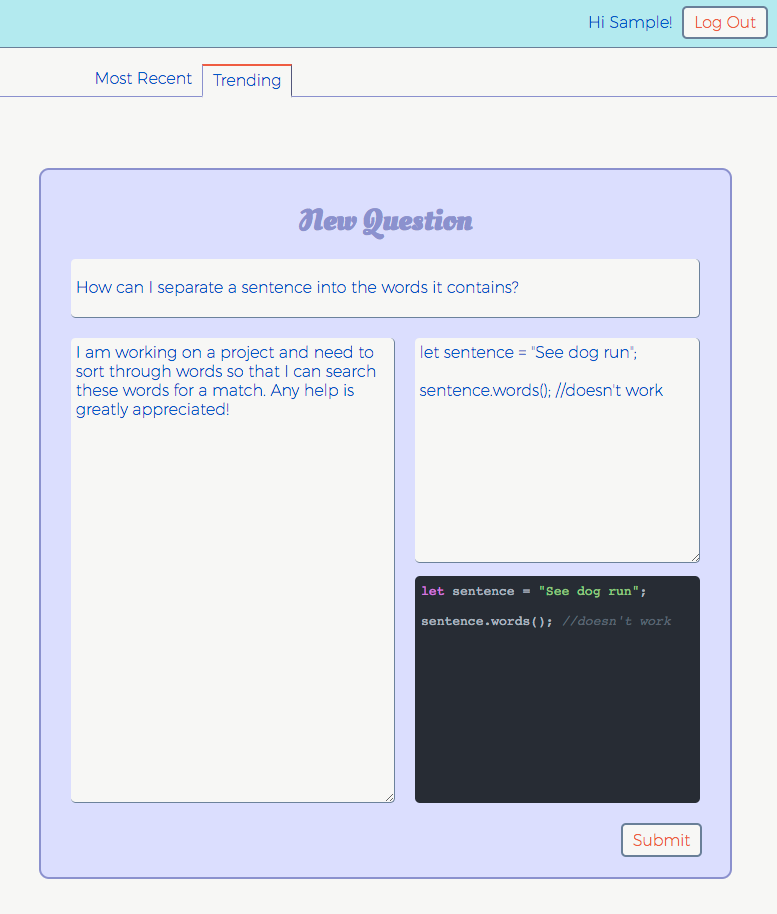 Hi Sample!
Log Out
Most Recent
Trending
New Question
How can I separate a sentence into the words it contains?
I am working on a project and need to
sort through words so that I can search
these words for a match. Any help is
greatly appreciated!
let sentence = "See dog run";
sentence.words(); //doesn't work
let sentence = "See dog run";
sentence.words(); //doesn't work
Submit